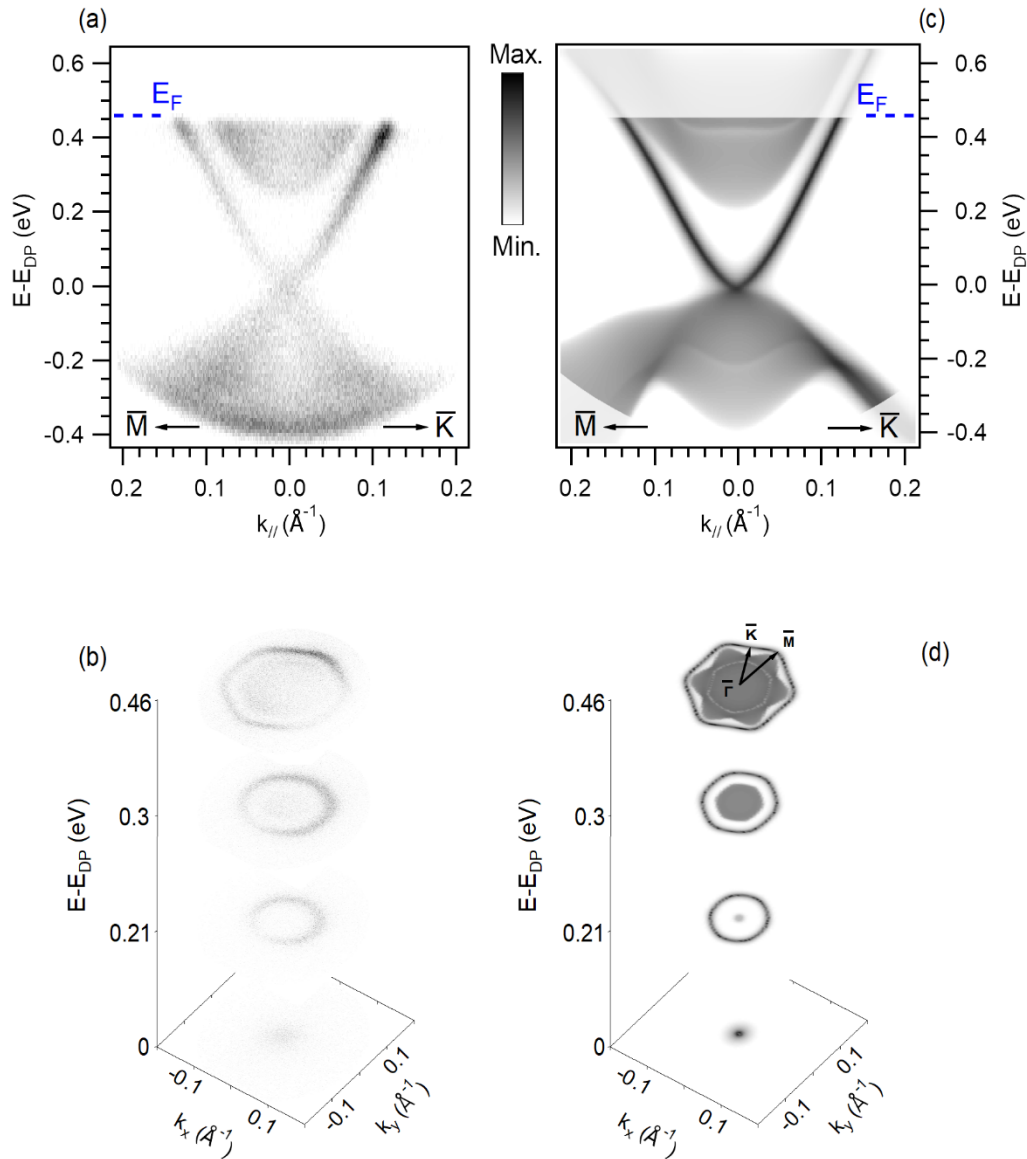 (a)
(c)
0.6
0.4
0.2
0.0
-0.2
-0.4
E-E_DP (eV)
E_F
M̅
K̅
0.2
0.1
0.0
0.1
0.2
k_// (Å⁻¹)
Max.
Min.
E_F
0.6
0.4
0.2
0.0
-0.2
-0.4
E-E_DP (eV)
M̅
K̅
0.2
0.1
0.0
0.1
0.2
k_// (Å⁻¹)
(b)
0.46
0.3
0.21
0
E-E_DP (eV)
-0.1
0.1
k_x (Å⁻¹)
-0.1
0.1
k_y (Å⁻¹)
(d)
K̅
M̅
Γ̅
0.46
0.3
0.21
0
E-E_DP (eV)
-0.1
0.1
k_x (Å⁻¹)
-0.1
0.1
k_y (Å⁻¹)